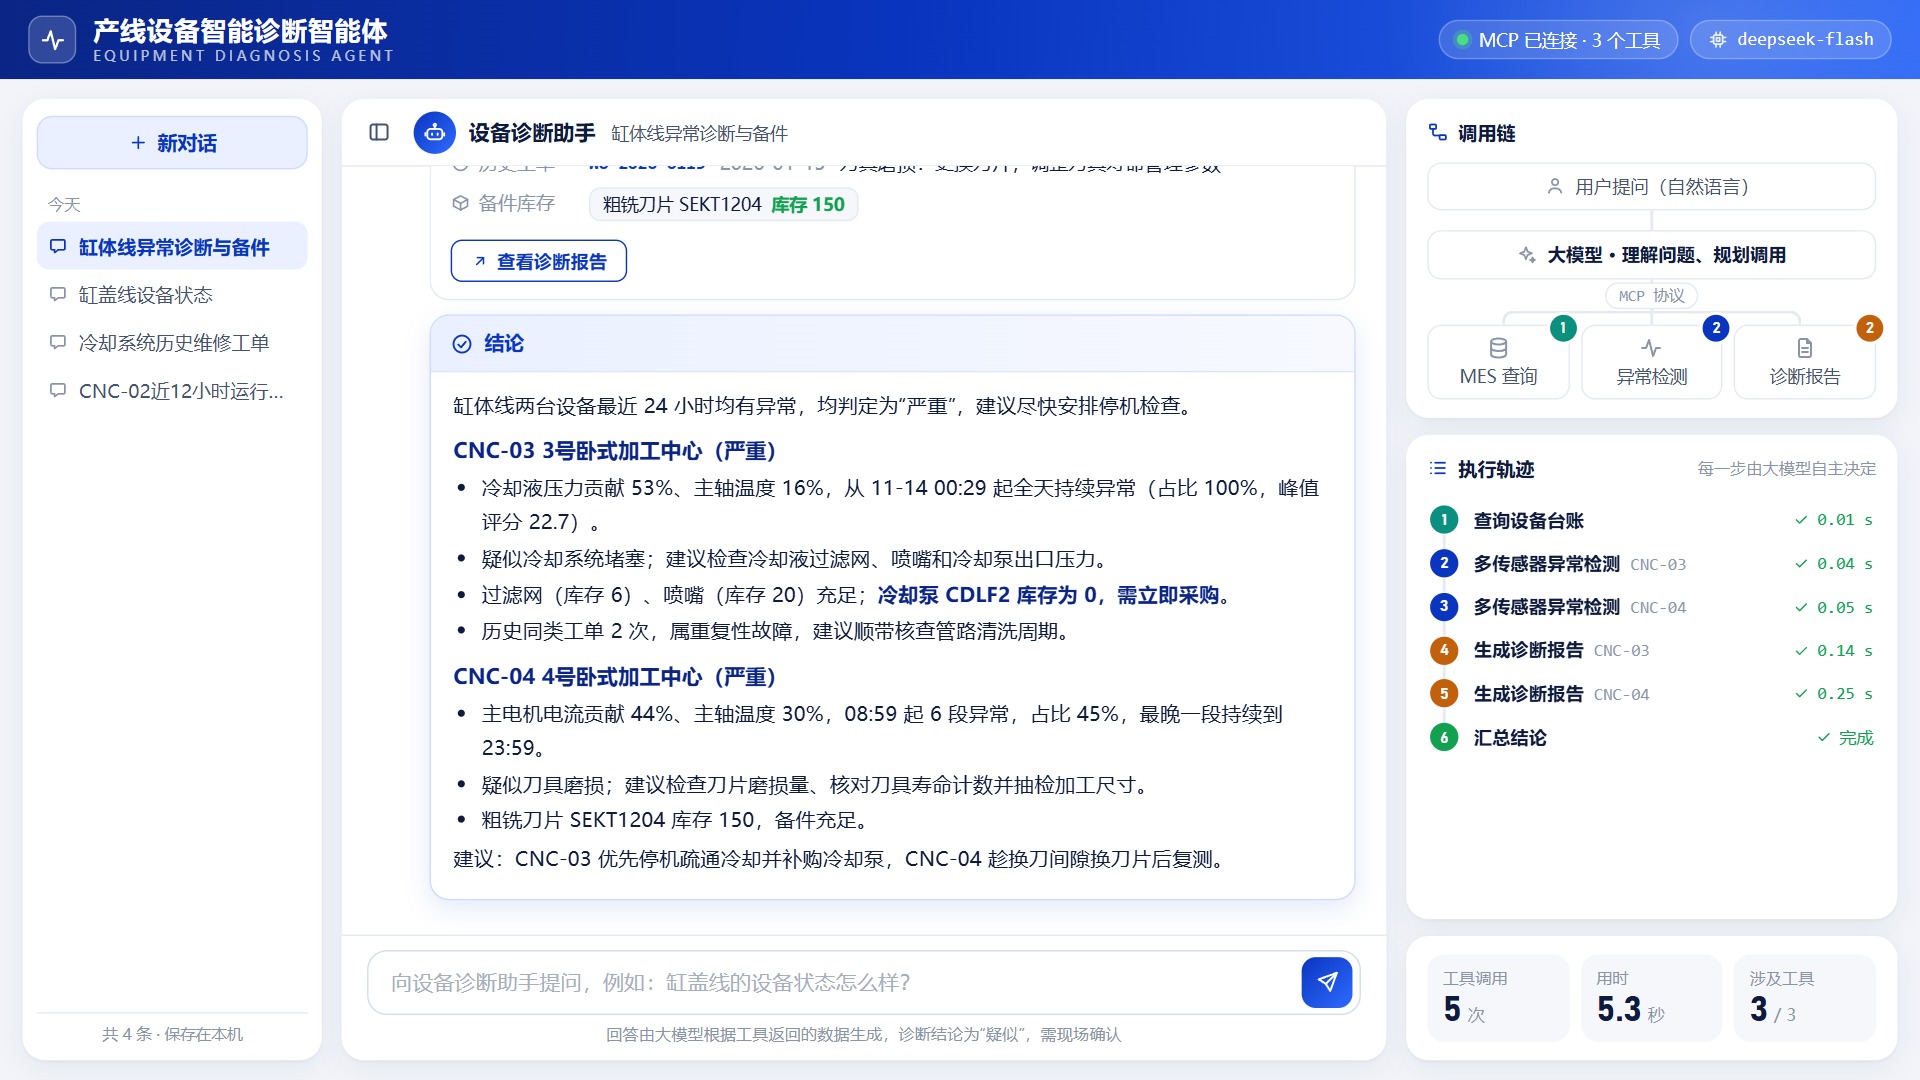 产线设备智能诊断智能体
EQUIPMENT DIAGNOSIS AGENT
MCP 已连接 · 3 个工具
deepseek-flash
+ 新对话
今天
缸体线异常诊断与备件
缸盖线设备状态
冷却系统历史维修工单
CNC-02近12小时运行...
共 4 条 · 保存在本机
设备诊断助手 缸体线异常诊断与备件
备件库存 粗铣刀片 SEKT1204 库存 150
查看诊断报告
结论
缸体线两台设备最近 24 小时均有异常，均判定为“严重”，建议尽快安排停机检查。
CNC-03 3号卧式加工中心（严重）
• 冷却液压力贡献 53%、主轴温度 16%，从 11-14 00:29 起全天持续异常（占比 100%，峰值
评分 22.7）。
• 疑似冷却系统堵塞；建议检查冷却液过滤网、喷嘴和冷却泵出口压力。
• 过滤网（库存 6）、喷嘴（库存 20）充足；冷却泵 CDLF2 库存为 0，需立即采购。
• 历史同类工单 2 次，属重复性故障，建议顺带核查管路清洗周期。
CNC-04 4号卧式加工中心（严重）
• 主电机电流贡献 44%、主轴温度 30%，08:59 起 6 段异常，占比 45%，最晚一段持续到
23:59。
• 疑似刀具磨损；建议检查刀片磨损量、核对刀具寿命计数并抽检加工尺寸。
• 粗铣刀片 SEKT1204 库存 150，备件充足。
建议：CNC-03 优先停机疏通冷却并补购冷却泵，CNC-04 趁换刀间隙换刀片后复测。
向设备诊断助手提问，例如：缸盖线的设备状态怎么样？
回答由大模型根据工具返回的数据生成，诊断结论为“疑似”，需现场确认
调用链
用户提问（自然语言）
大模型 • 理解问题、规划调用
MCP 协议
1
MES 查询
2
异常检测
2
诊断报告
执行轨迹 每一步由大模型自主决定
1 查询设备台账 ✓ 0.01 s
2 多传感器异常检测 CNC-03 ✓ 0.04 s
3 多传感器异常检测 CNC-04 ✓ 0.05 s
4 生成诊断报告 CNC-03 ✓ 0.14 s
5 生成诊断报告 CNC-04 ✓ 0.25 s
6 汇总结论 ✓ 完成
工具调用
5 次
用时
5.3 秒
涉及工具
3 / 3